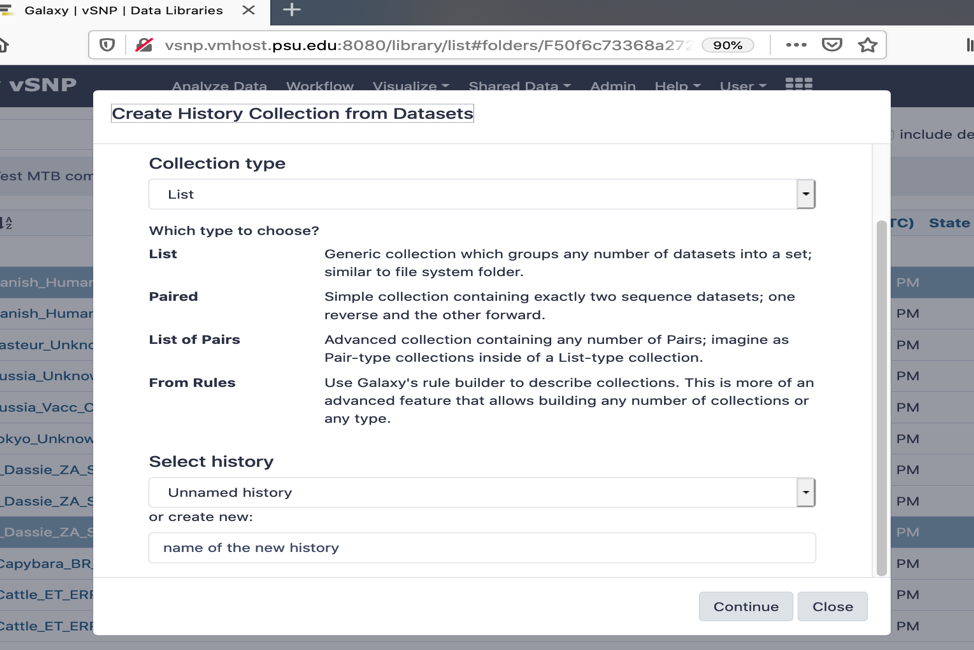 Galaxy | vSNP | Data Libraries
vsnp.vmhost.psu.edu:8080/library/list#folders/F50f6c73368a272 90%
vSNP Analyze Data Workflow Visualize Shared Data Admin Help User
Create History Collection from Datasets
include de
est MTB com
Collection type
List
TC) State
Which type to choose?
List Generic collection which groups any number of datasets into a set;
similar to file system folder.
Paired Simple collection containing exactly two sequence datasets; one
reverse and the other forward.
List of Pairs Advanced collection containing any number of Pairs; imagine as
Pair-type collections inside of a List-type collection.
From Rules Use Galaxy's rule builder to describe collections. This is more of an
advanced feature that allows building any number of collections or
any type.
Select history
Unnamed history
or create new:
name of the new history
Continue Close
anish_Human PM
anish_Human PM
asteur_Unkno PM
ussia_Unknow PM
ussia_Vacc_C PM
okyo_Unknow PM
_Dassie_ZA_S PM
_Dassie_ZA_S PM
_Dassie_ZA_S PM
Capybara_BR_ PM
Cattle_ET_ERR PM
Cattle_ET_ERR PM